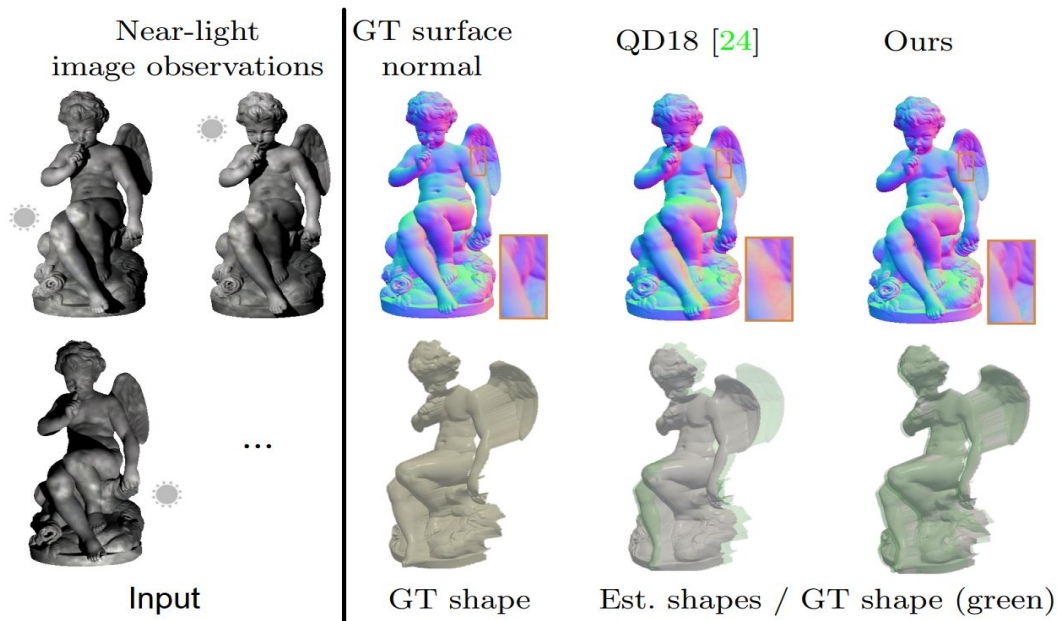 Near-light
image observations
GT surface
normal
QD18 [24]
Ours
...
Input
GT shape
Est. shapes / GT shape (green)